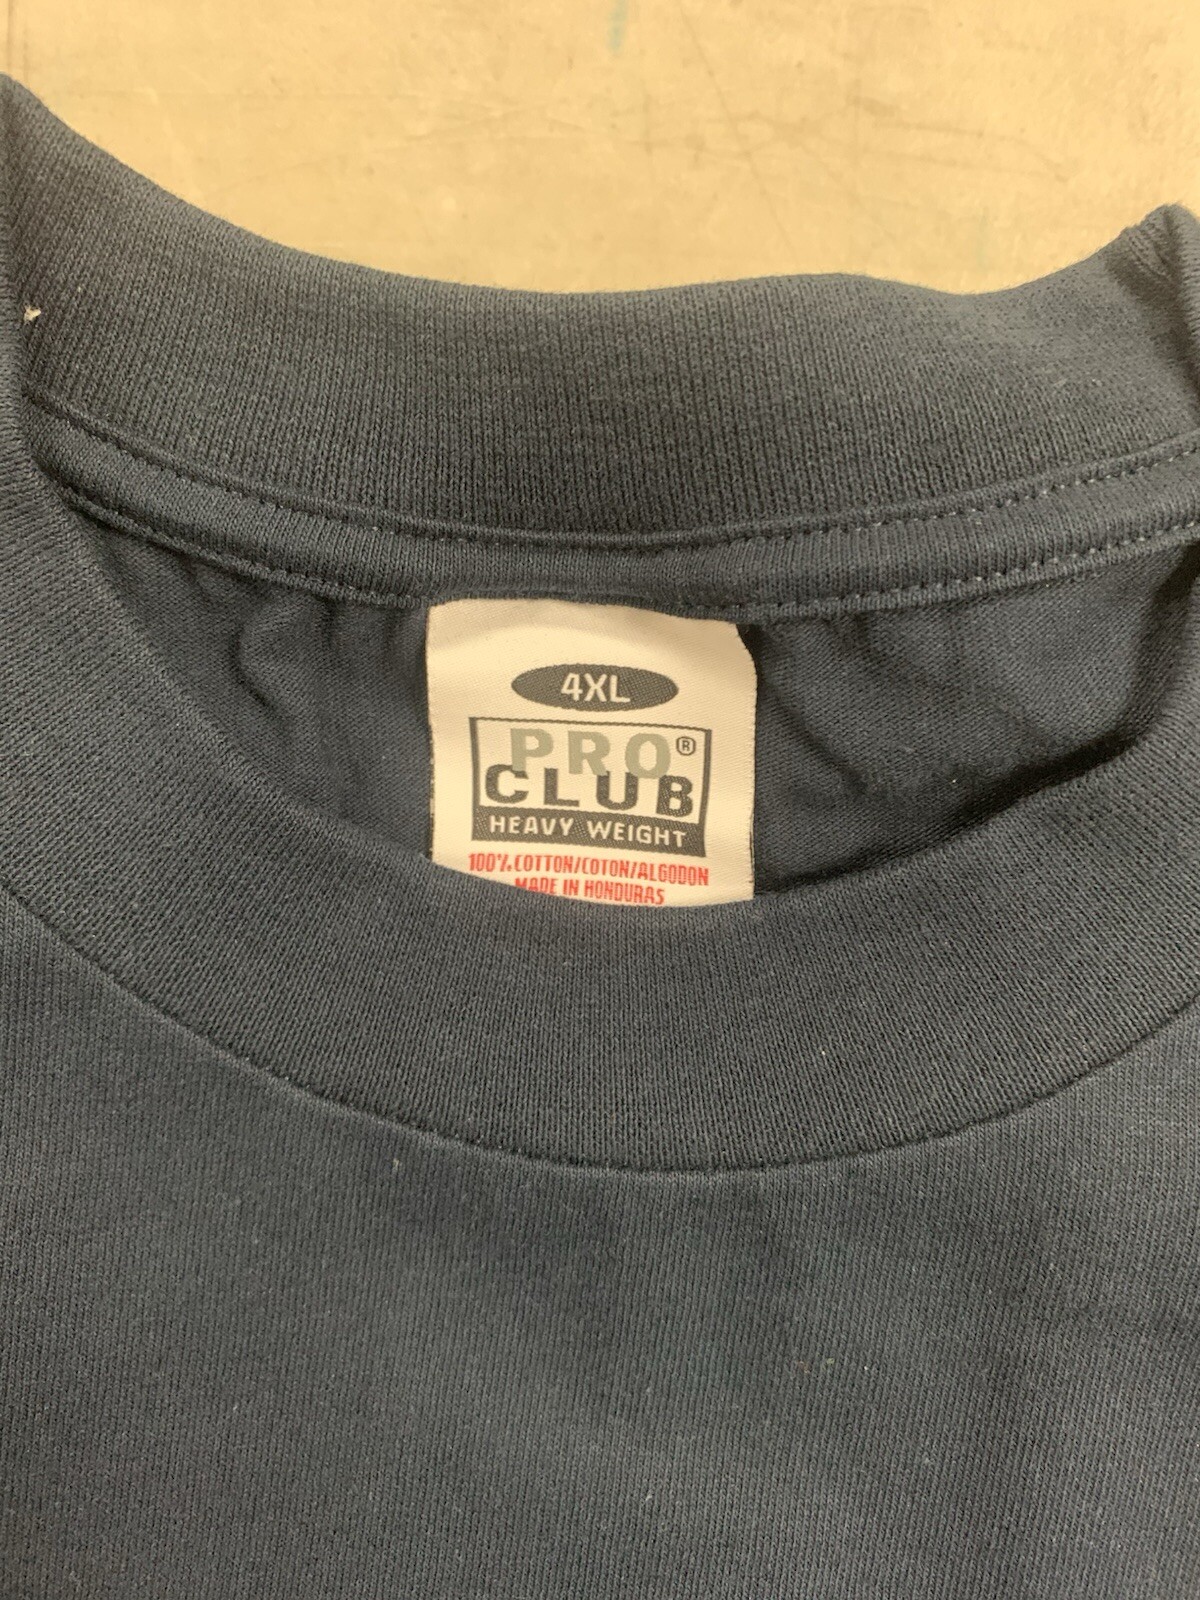 4XL
PRO®
CLUB
HEAVY WEIGHT
100% COTTON/COTON/ALGODON
MADE IN HONDURAS